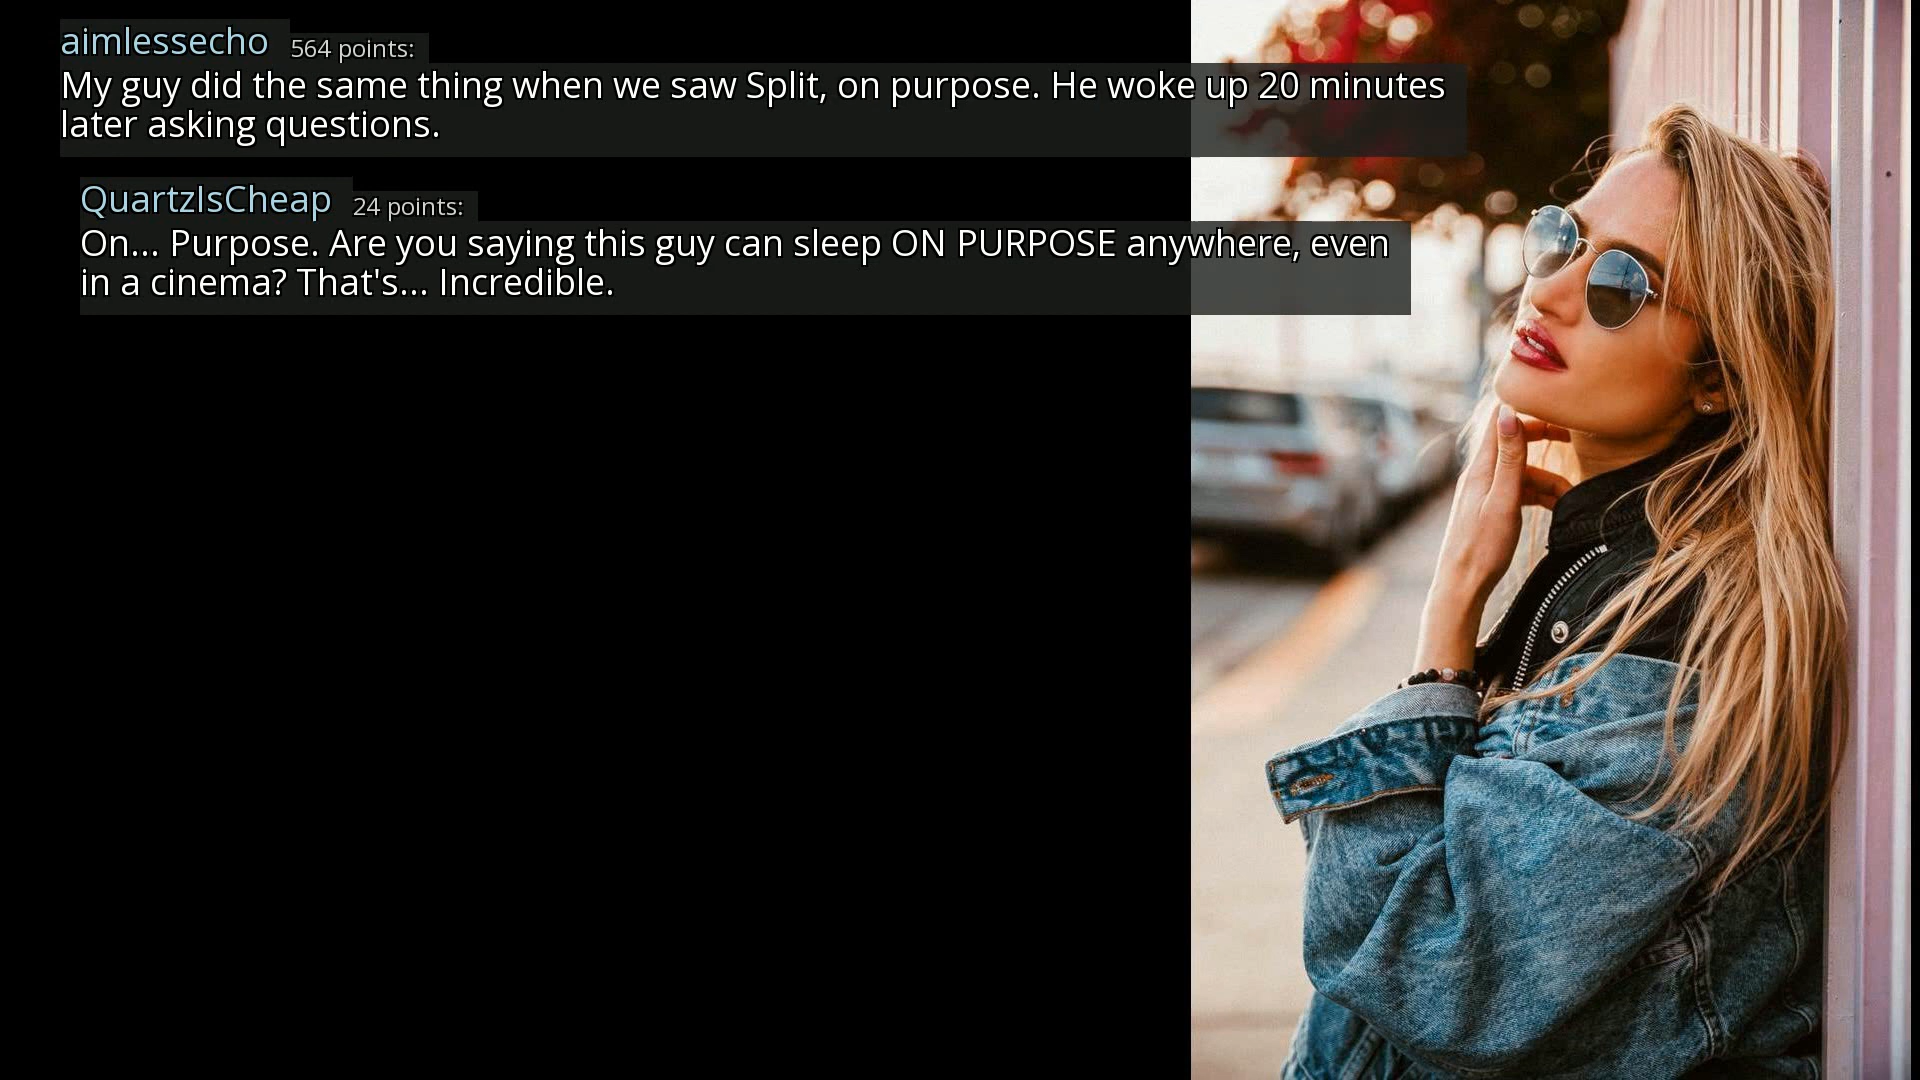 aimlessecho 564 points:
My guy did the same thing when we saw Split, on purpose. He woke up 20 minutes
later asking questions.
QuartzIsCheap 24 points:
On... Purpose. Are you saying this guy can sleep ON PURPOSE anywhere, even
in a cinema? That's... Incredible.